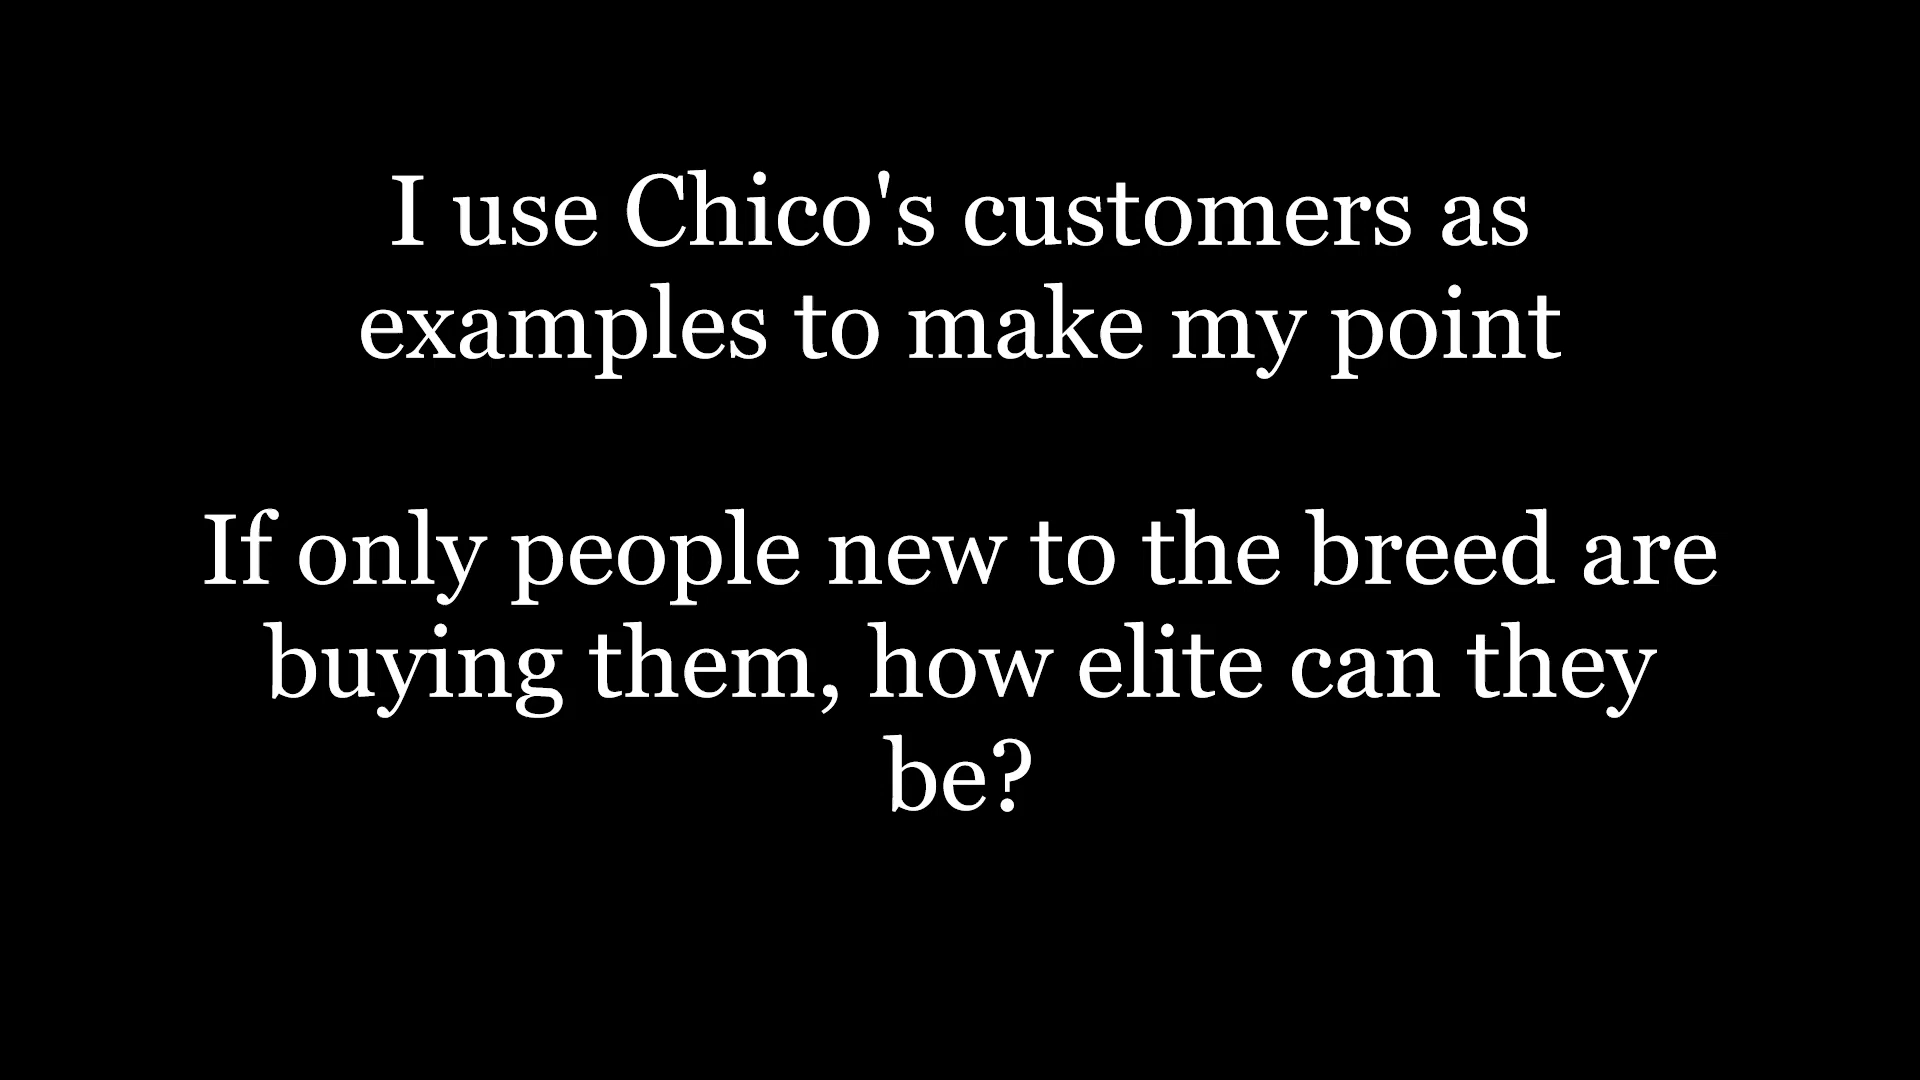 I use Chico's customers as
examples to make my point
If only people new to the breed are
buying them, how elite can they
be?